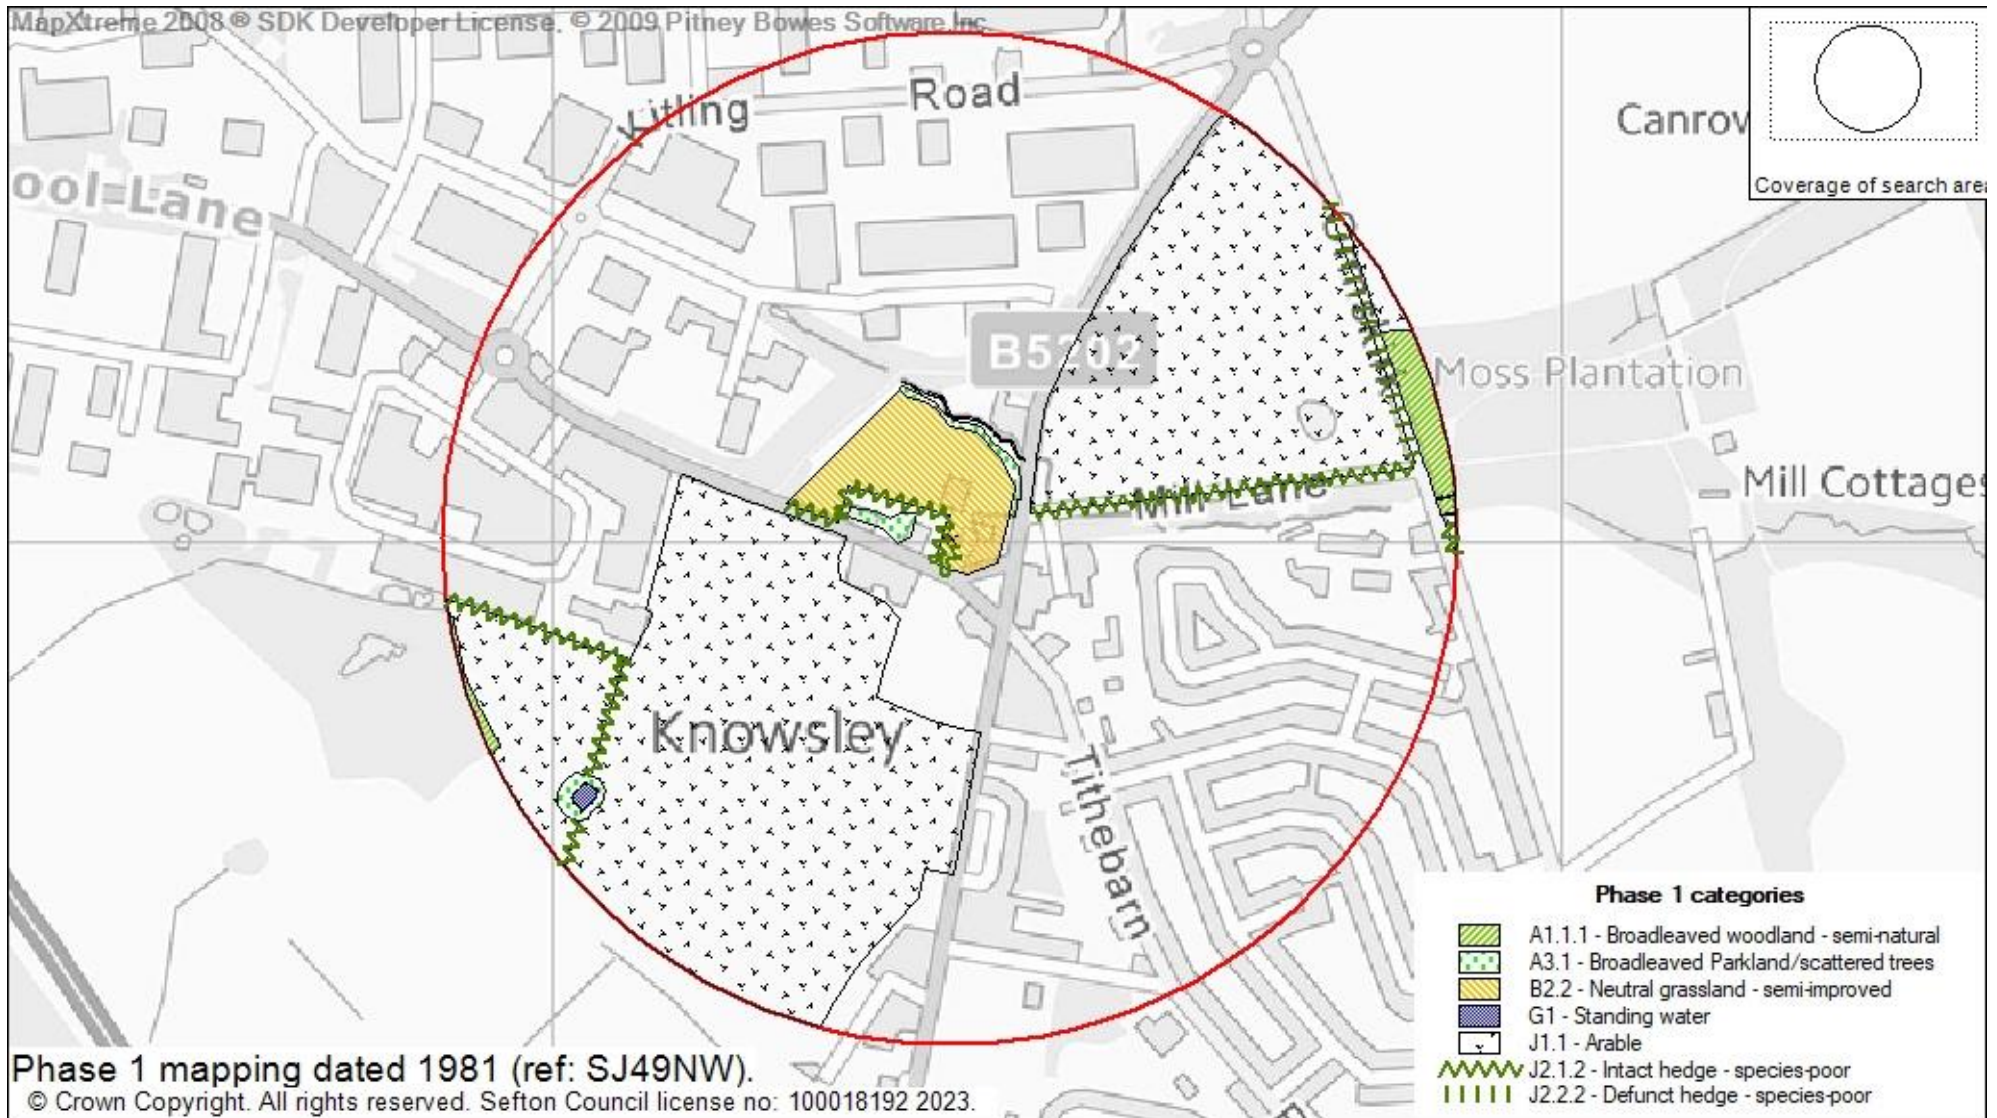 MapXtreme 2008 ® SDK Developer License. © 2009 Pitney Bowes Software Inc.
Kitling Road
Canrow
Coverage of search area
ool Lane
B5202
Moss Plantation
Mill Lane
Mill Cottages
Knowsley
Tithebarn
Phase 1 categories
A1.1.1 - Broadleaved woodland - semi-natural
A3.1 - Broadleaved Parkland/scattered trees
B2.2 - Neutral grassland - semi-improved
G1 - Standing water
J1.1 - Arable
J2.1.2 - Intact hedge - species-poor
J2.2.2 - Defunct hedge - species-poor
Phase 1 mapping dated 1981 (ref: SJ49NW).
© Crown Copyright. All rights reserved. Sefton Council license no: 100018192 2023.